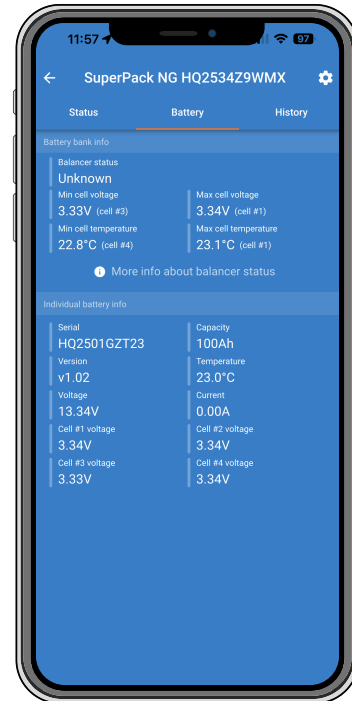 11:57 97
SuperPack NG HQ2534Z9WMX
Status Battery History
Battery bank info
Balancer status
Unknown
Min cell voltage Max cell voltage
3.33V (cell #3) 3.34V (cell #1)
Min cell temperature Max cell temperature
22.8°C (cell #4) 23.1°C (cell #1)
More info about balancer status
Individual battery info
Serial Capacity
HQ2501GZT23 100Ah
Version Temperature
v1.02 23.0°C
Voltage Current
13.34V 0.00A
Cell #1 voltage Cell #2 voltage
3.34V 3.34V
Cell #3 voltage Cell #4 voltage
3.33V 3.34V